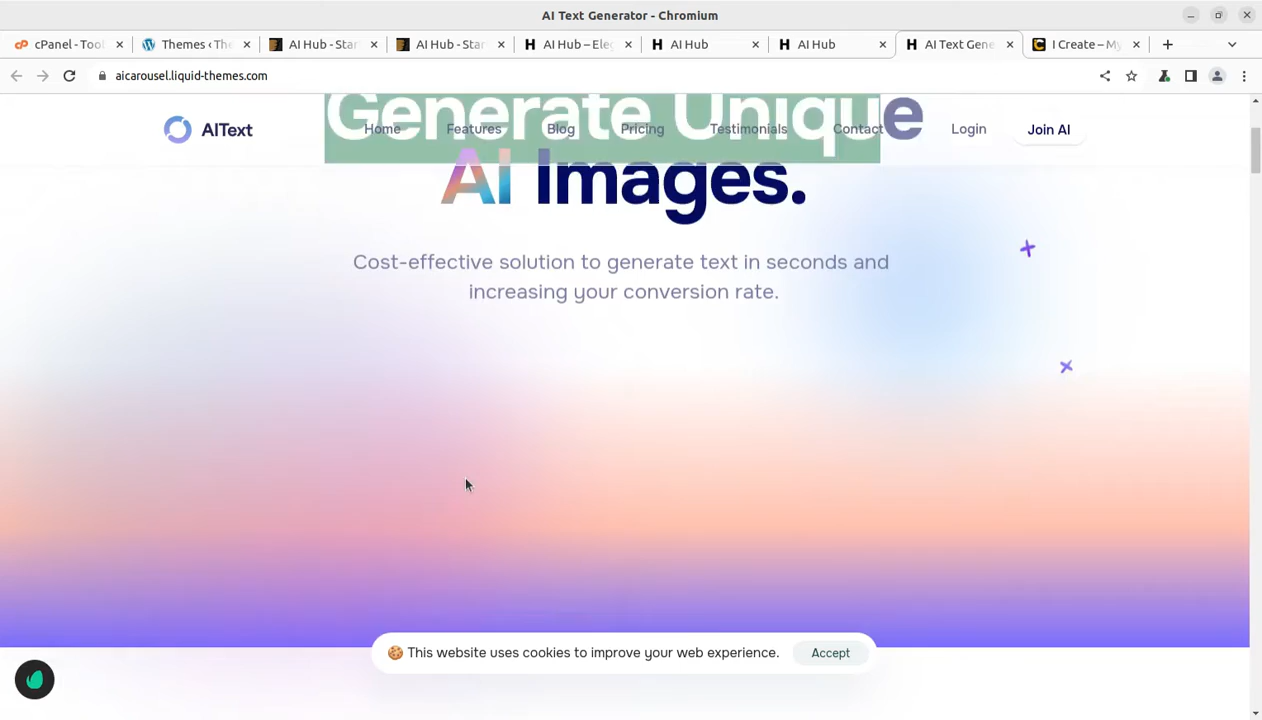 AI Text Generator - Chromium
cPanel - Tool
Themes ‹ The
AI Hub - Star
AI Hub - Star
AI Hub – Ele
AI Hub
AI Hub
AI Text Gene
I Create – My
aicarousel.liquid-themes.com
AIText
Home
Features
Blog
Pricing
Testimonials
Contact
Login
Join AI
Generate Unique
AI Images.
Cost-effective solution to generate text in seconds and
increasing your conversion rate.
This website uses cookies to improve your web experience.
Accept